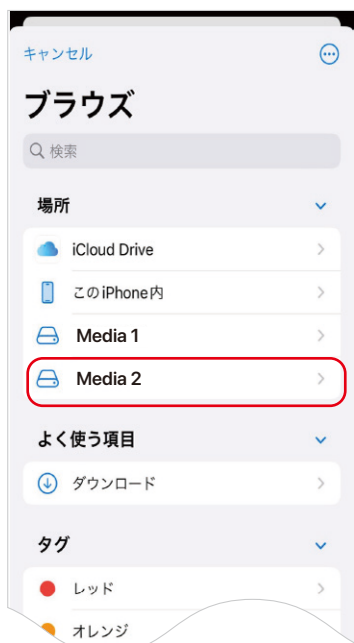 キャンセル
ブラウズ
検索
場所
iCloud Drive
このiPhone内
Media 1
Media 2
よく使う項目
ダウンロード
タグ
レッド
オレンジ